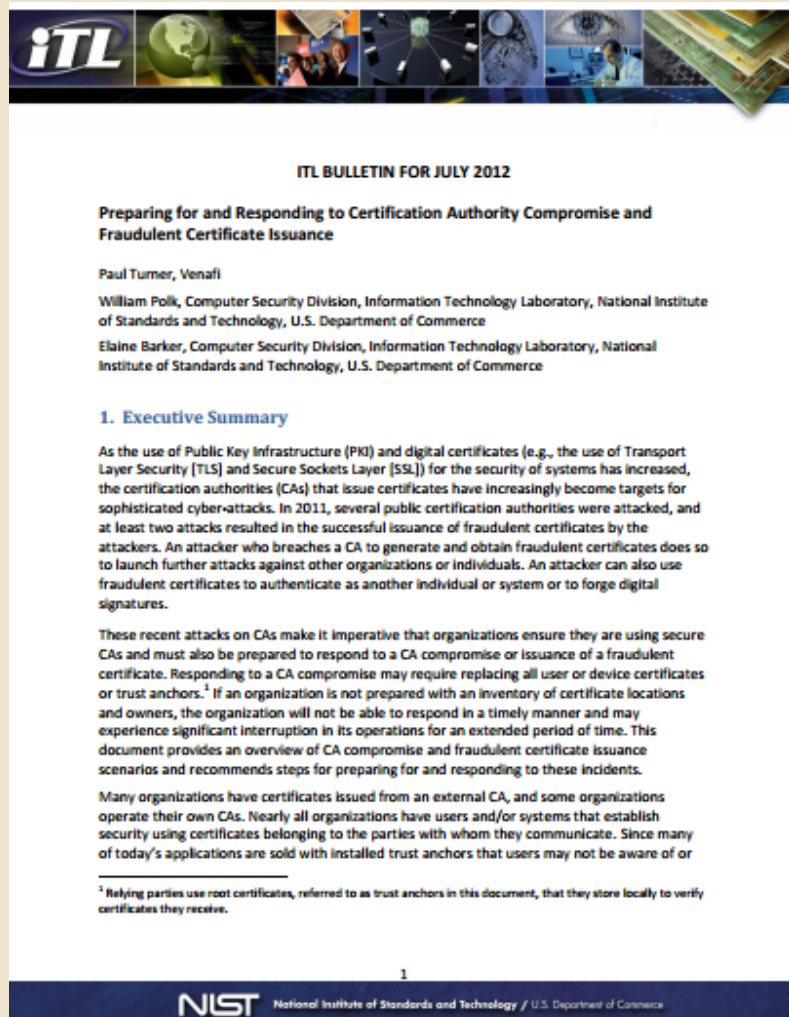 iTL
ITL BULLETIN FOR JULY 2012
Preparing for and Responding to Certification Authority Compromise and
Fraudulent Certificate Issuance
Paul Turner, Venafi
William Polk, Computer Security Division, Information Technology Laboratory, National Institute
of Standards and Technology, U.S. Department of Commerce
Elaine Barker, Computer Security Division, Information Technology Laboratory, National
Institute of Standards and Technology, U.S. Department of Commerce
1. Executive Summary
As the use of Public Key Infrastructure (PKI) and digital certificates (e.g., the use of Transport
Layer Security [TLS] and Secure Sockets Layer [SSL]) for the security of systems has increased,
the certification authorities (CAs) that issue certificates have increasingly become targets for
sophisticated cyber-attacks. In 2011, several public certification authorities were attacked, and
at least two attacks resulted in the successful issuance of fraudulent certificates by the
attackers. An attacker who breaches a CA to generate and obtain fraudulent certificates does so
to launch further attacks against other organizations or individuals. An attacker can also use
fraudulent certificates to authenticate as another individual or system or to forge digital
signatures.
These recent attacks on CAs make it imperative that organizations ensure they are using secure
CAs and must also be prepared to respond to a CA compromise or issuance of a fraudulent
certificate. Responding to a CA compromise may require replacing all user or device certificates
or trust anchors.¹ If an organization is not prepared with an inventory of certificate locations
and owners, the organization will not be able to respond in a timely manner and may
experience significant interruption in its operations for an extended period of time. This
document provides an overview of CA compromise and fraudulent certificate issuance
scenarios and recommends steps for preparing for and responding to these incidents.
Many organizations have certificates issued from an external CA, and some organizations
operate their own CAs. Nearly all organizations have users and/or systems that establish
security using certificates belonging to the parties with whom they communicate. Since many
of today's applications are sold with installed trust anchors that users may not be aware of or
¹ Relying parties use root certificates, referred to as trust anchors in this document, that they store locally to verify
certificates they receive.
1
NIST National Institute of Standards and Technology / U.S. Department of Commerce